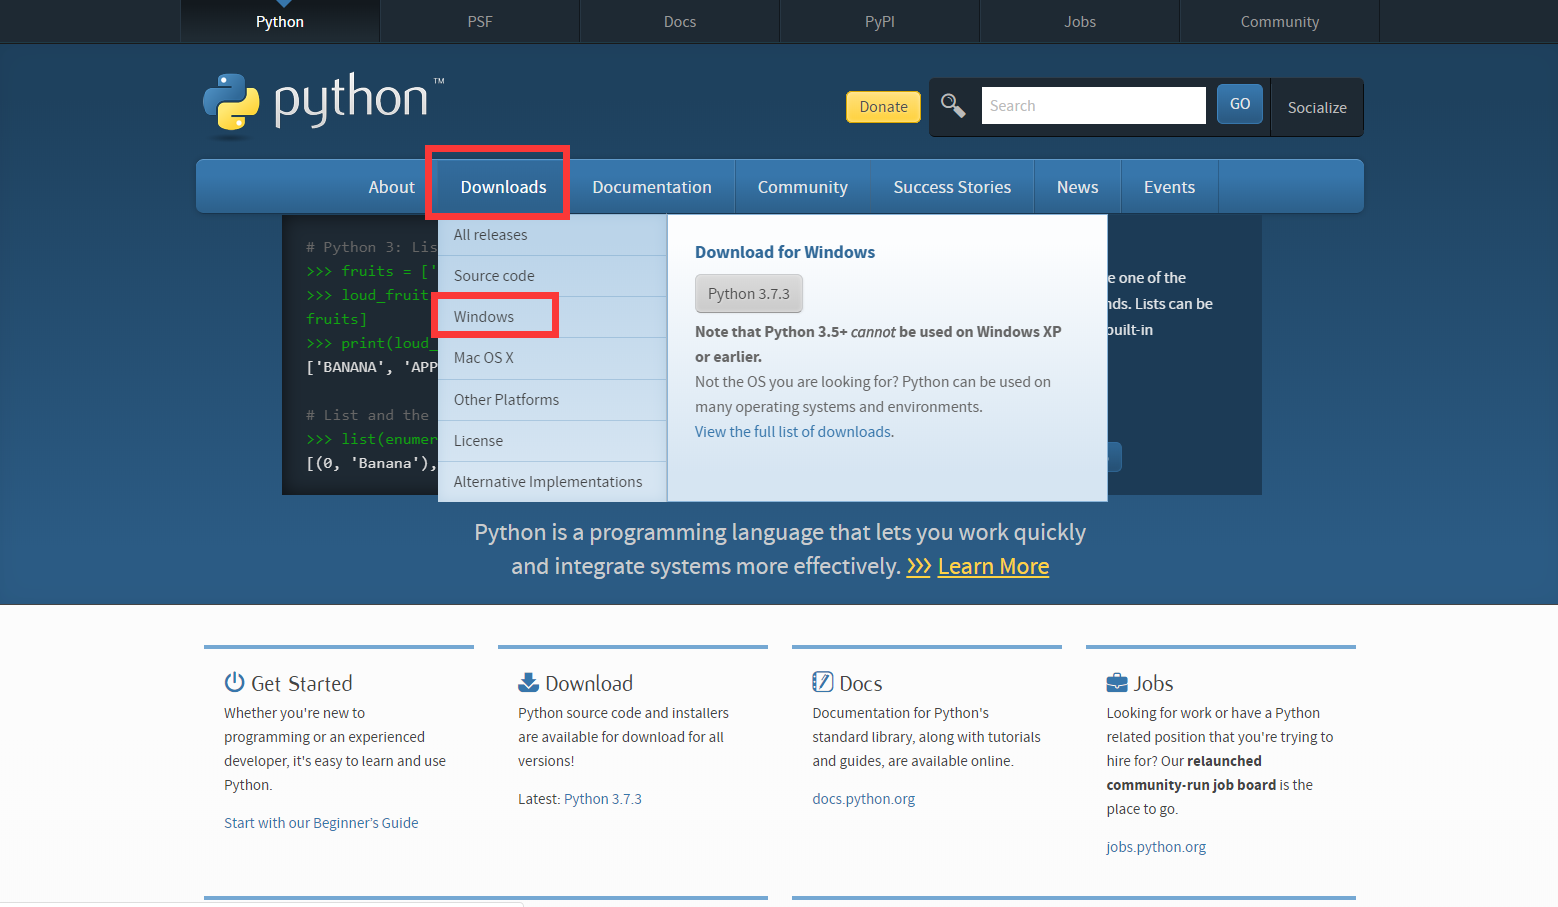 Python
PSF
Docs
PyPI
Jobs
Community
python™
Donate
Search
GO
Socialize
About
Downloads
Documentation
Community
Success Stories
News
Events
# Python 3: Lis
>>> fruits = ['
>>> loud_fruit
fruits]
>>> print(loud_
['BANANA', 'APP
# List and the
>>> list(enumer
[(0, 'Banana'),
All releases
Source code
Windows
Mac OS X
Other Platforms
License
Alternative Implementations
Download for Windows
Python 3.7.3
Note that Python 3.5+ cannot be used on Windows XP
or earlier.
Not the OS you are looking for? Python can be used on
many operating systems and environments.
View the full list of downloads.
e one of the
nds. Lists can be
built-in
Python is a programming language that lets you work quickly
and integrate systems more effectively. >>> Learn More
Get Started
Whether you're new to
programming or an experienced
developer, it's easy to learn and use
Python.
Start with our Beginner's Guide
Download
Python source code and installers
are available for download for all
versions!
Latest: Python 3.7.3
Docs
Documentation for Python's
standard library, along with tutorials
and guides, are available online.
docs.python.org
Jobs
Looking for work or have a Python
related position that you're trying to
hire for? Our relaunched
community-run job board is the
place to go.
jobs.python.org